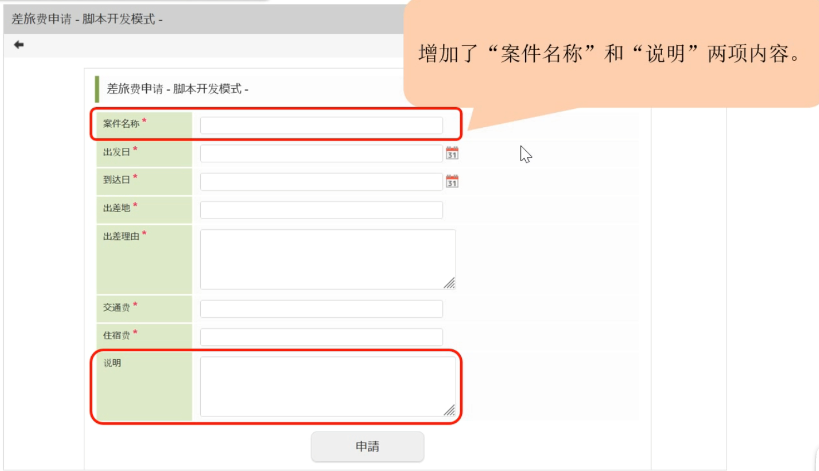 差旅费申请 - 脚本开发模式 -
增加了“案件名称”和“说明”两项内容。
差旅费申请 - 脚本开发模式 -
案件名称 *
出发日 *
31
到达日 *
31
出差地 *
出差理由 *
交通费 *
住宿费 *
说明
申請